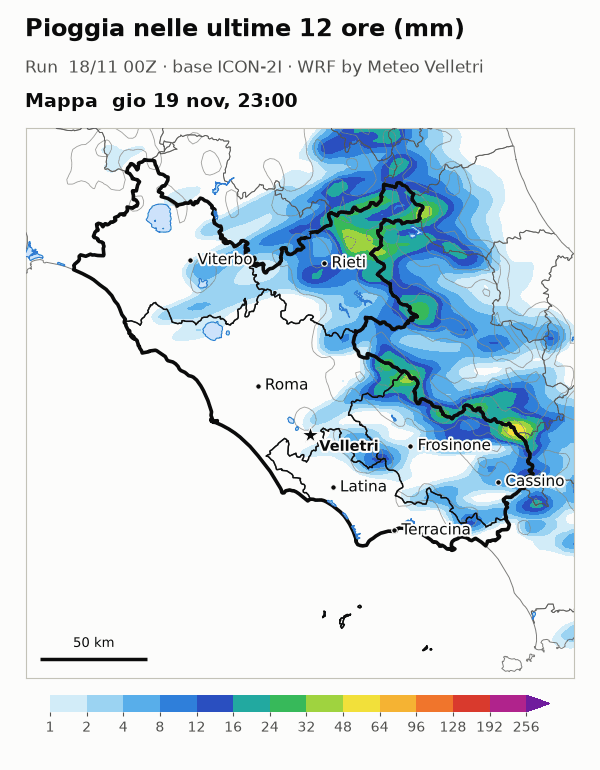 Pioggia nelle ultime 12 ore (mm)
Run  18/11 00Z · base ICON-2I · WRF by Meteo Velletri
Mappa  gio 19 nov, 23:00
Viterbo
Rieti
Roma
Velletri
Frosinone
Cassino
Latina
Terracina
50 km
1 2 4 8 12 16 24 32 48 64 96 128 192 256